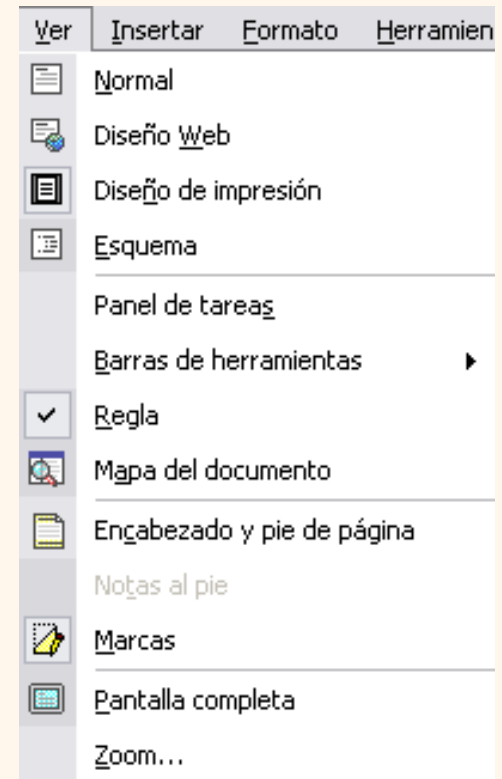 Ver Insertar Formato Herramien
Normal
Diseño Web
Diseño de impresión
Esquema
Panel de tareas
Barras de herramientas
Regla
Mapa del documento
Encabezado y pie de página
Notas al pie
Marcas
Pantalla completa
Zoom...